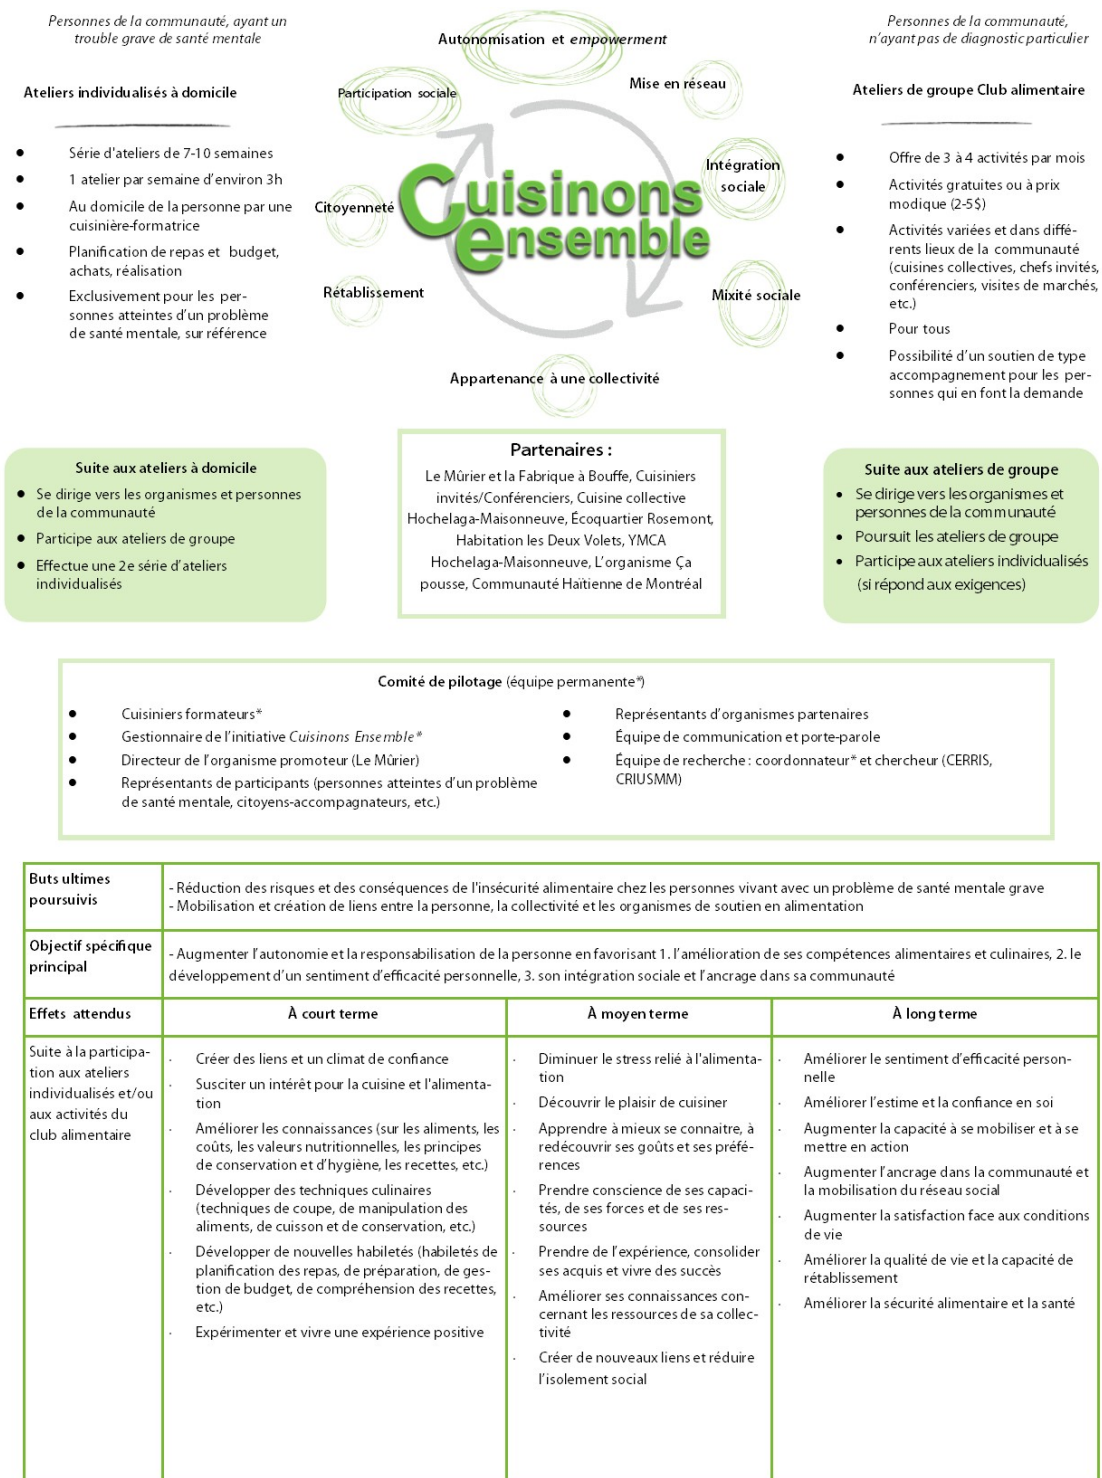 Personnes de la communauté, ayant un
trouble grave de santé mentale
Ateliers individualisés à domicile
● Série d'ateliers de 7-10 semaines
● 1 atelier par semaine d'environ 3h
● Au domicile de la personne par une
cuisinière-formatrice
● Planification de repas et budget,
achats, réalisation
● Exclusivement pour les per-
sonnes atteintes d'un problème
de santé mentale, sur référence
Autonomisation et empowerment
Participation sociale
Mise en réseau
Intégration
sociale
Citoyenneté
Cuisinons
ensemble
Rétablissement
Mixité sociale
Appartenance à une collectivité
Personnes de la communauté,
n'ayant pas de diagnostic particulier
Ateliers de groupe Club alimentaire
● Offre de 3 à 4 activités par mois
● Activités gratuites ou à prix
modique (2-5$)
● Activités variées et dans diffé-
rents lieux de la communauté
(cuisines collectives, chefs invités,
conférenciers, visites de marchés,
etc.)
● Pour tous
● Possibilité d'un soutien de type
accompagnement pour les per-
sonnes qui en font la demande
Suite aux ateliers à domicile
● Se dirige vers les organismes et personnes
de la communauté
● Participe aux ateliers de groupe
● Effectue une 2e série d'ateliers
individualisés
Partenaires :
Le Mûrier et la Fabrique à Bouffe, Cuisiniers
invités/Conférenciers, Cuisine collective
Hochelaga-Maisonneuve, Écoquartier Rosemont,
Habitation les Deux Volets, YMCA
Hochelaga-Maisonneuve, L'organisme Ça
pousse, Communauté Haïtienne de Montréal
Suite aux ateliers de groupe
• Se dirige vers les organismes et
personnes de la communauté
• Poursuit les ateliers de groupe
• Participe aux ateliers individualisés
(si répond aux exigences)
Comité de pilotage (équipe permanente*)
● Cuisiniers formateurs*
● Gestionnaire de l'initiative Cuisinons Ensemble*
● Directeur de l'organisme promoteur (Le Mûrier)
● Représentants de participants (personnes atteintes d'un problème
de santé mentale, citoyens-accompagnateurs, etc.)
● Représentants d'organismes partenaires
● Équipe de communication et porte-parole
● Équipe de recherche : coordonnateur* et chercheur (CERRIS,
CRIUSMM)
Buts ultimes
poursuivis
- Réduction des risques et des conséquences de l'insécurité alimentaire chez les personnes vivant avec un problème de santé mentale grave
- Mobilisation et création de liens entre la personne, la collectivité et les organismes de soutien en alimentation
Objectif spécifique
principal
- Augmenter l'autonomie et la responsabilisation de la personne en favorisant 1. l'amélioration de ses compétences alimentaires et culinaires, 2. le
développement d'un sentiment d'efficacité personnelle, 3. son intégration sociale et l'ancrage dans sa communauté
Effets attendus
À court terme
À moyen terme
À long terme
Suite à la participa-
tion aux ateliers
individualisés et/ou
aux activités du
club alimentaire
· Créer des liens et un climat de confiance
· Susciter un intérêt pour la cuisine et l'alimenta-
tion
· Améliorer les connaissances (sur les aliments, les
coûts, les valeurs nutritionnelles, les principes
de conservation et d'hygiène, les recettes, etc.)
· Développer des techniques culinaires
(techniques de coupe, de manipulation des
aliments, de cuisson et de conservation, etc.)
· Développer de nouvelles habiletés (habiletés de
planification des repas, de préparation, de ges-
tion de budget, de compréhension des recettes,
etc.)
· Expérimenter et vivre une expérience positive
· Diminuer le stress relié à l'alimenta-
tion
· Découvrir le plaisir de cuisiner
· Apprendre à mieux se connaitre, à
redécouvrir ses goûts et ses préfé-
rences
· Prendre conscience de ses capaci-
tés, de ses forces et de ses res-
sources
· Prendre de l'expérience, consolider
ses acquis et vivre des succès
· Améliorer ses connaissances con-
cernant les ressources de sa collec-
tivité
· Créer de nouveaux liens et réduire
l'isolement social
· Améliorer le sentiment d'efficacité person-
nelle
· Améliorer l'estime et la confiance en soi
· Augmenter la capacité à se mobiliser et à se
mettre en action
· Augmenter l'ancrage dans la communauté et
la mobilisation du réseau social
· Augmenter la satisfaction face aux conditions
de vie
· Améliorer la qualité de vie et la capacité de
rétablissement
· Améliorer la sécurité alimentaire et la santé